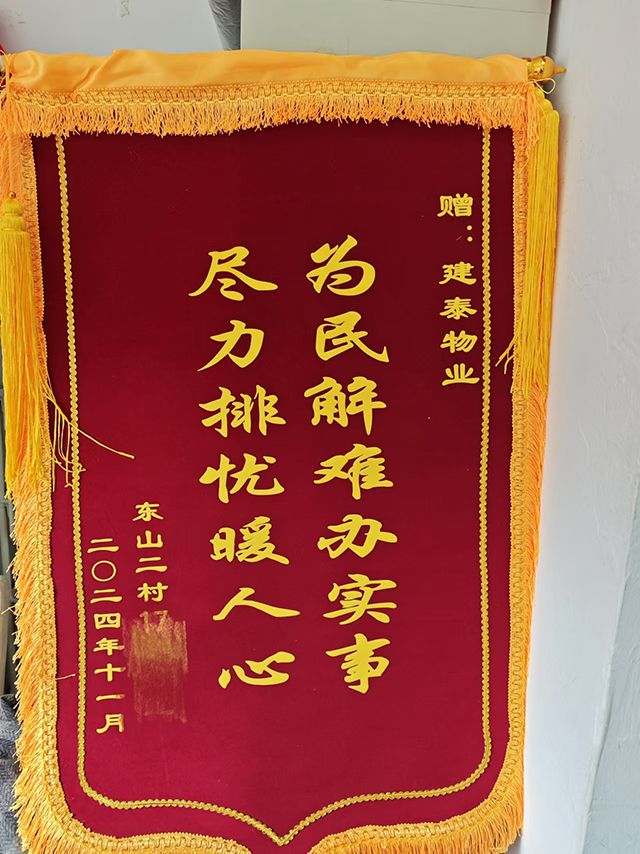 赠：建泰物业
为民解难办实事
尽力排忧暖人心
东山二村
二〇二四年十一月